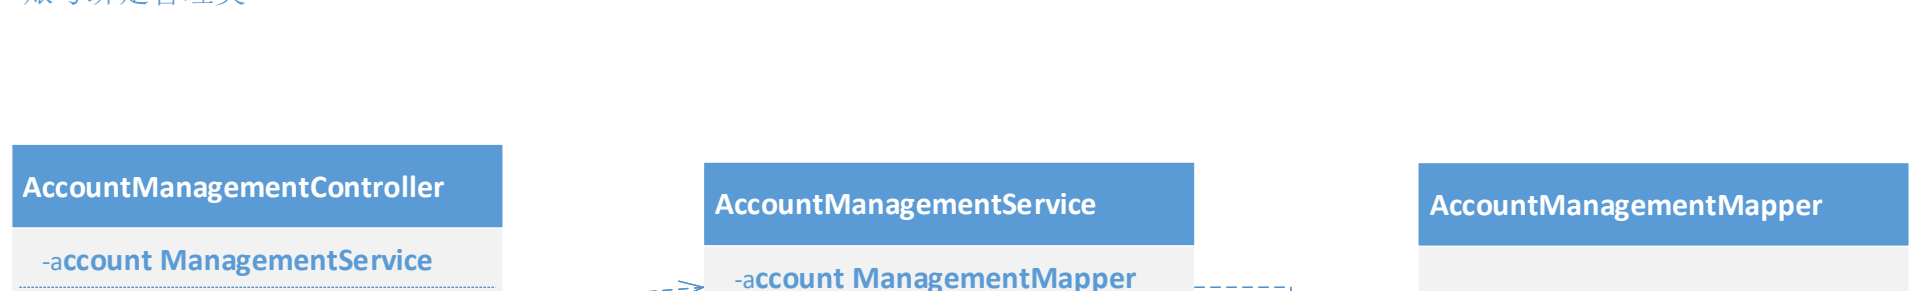 AccountManagementController
AccountManagementService
AccountManagementMapper
-account ManagementService
-account ManagementMapper